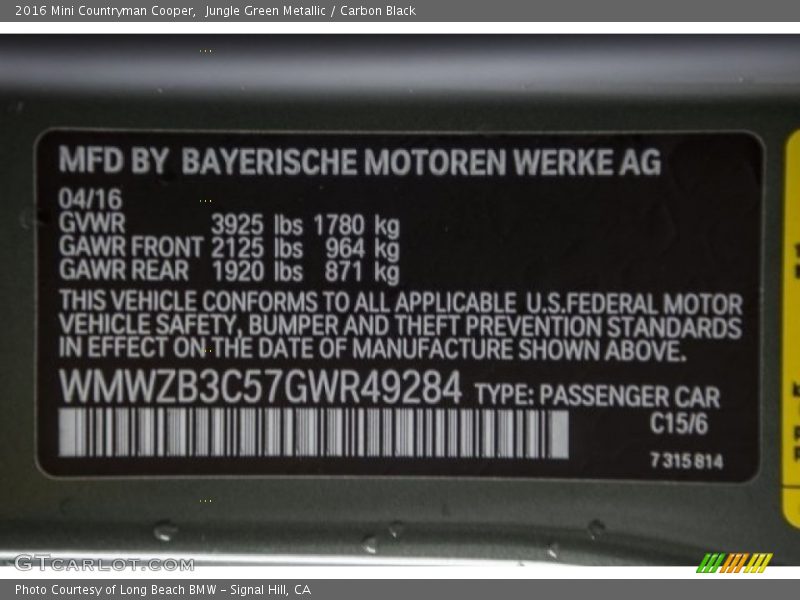 2016 Mini Countryman Cooper,  Jungle Green Metallic / Carbon Black
MFD BY BAYERISCHE MOTOREN WERKE AG
04/16
GVWR 3925 lbs 1780 kg
GAWR FRONT 2125 lbs 964 kg
GAWR REAR 1920 lbs 871 kg
THIS VEHICLE CONFORMS TO ALL APPLICABLE U.S.FEDERAL MOTOR
VEHICLE SAFETY, BUMPER AND THEFT PREVENTION STANDARDS
IN EFFECT ON THE DATE OF MANUFACTURE SHOWN ABOVE.
WMWZB3C57GWR49284 TYPE: PASSENGER CAR
C15/6
7 315 814
GTCARLOT.COM
Photo Courtesy of Long Beach BMW - Signal Hill, CA